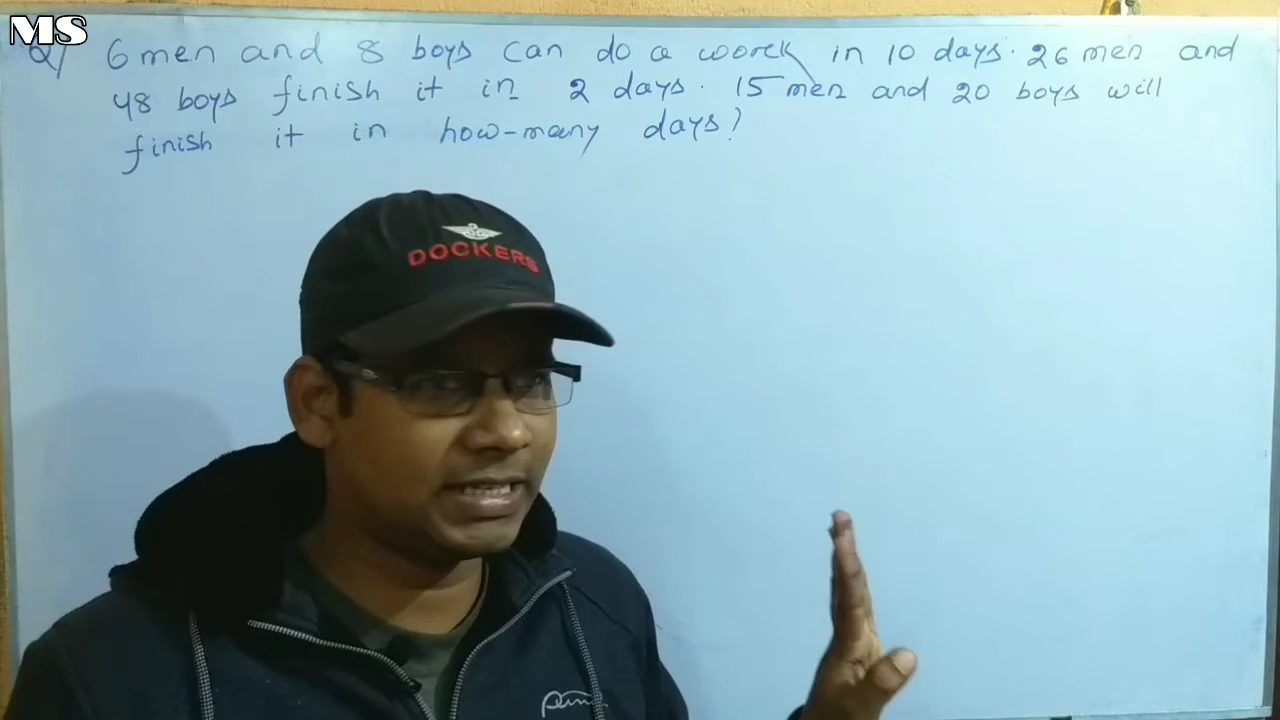 MS
Q) 6 men and 8 boys can do a work in 10 days. 26 men and
48 boys finish it in 2 days. 15 men and 20 boys will
finish it in how-many days?
DOCKERS